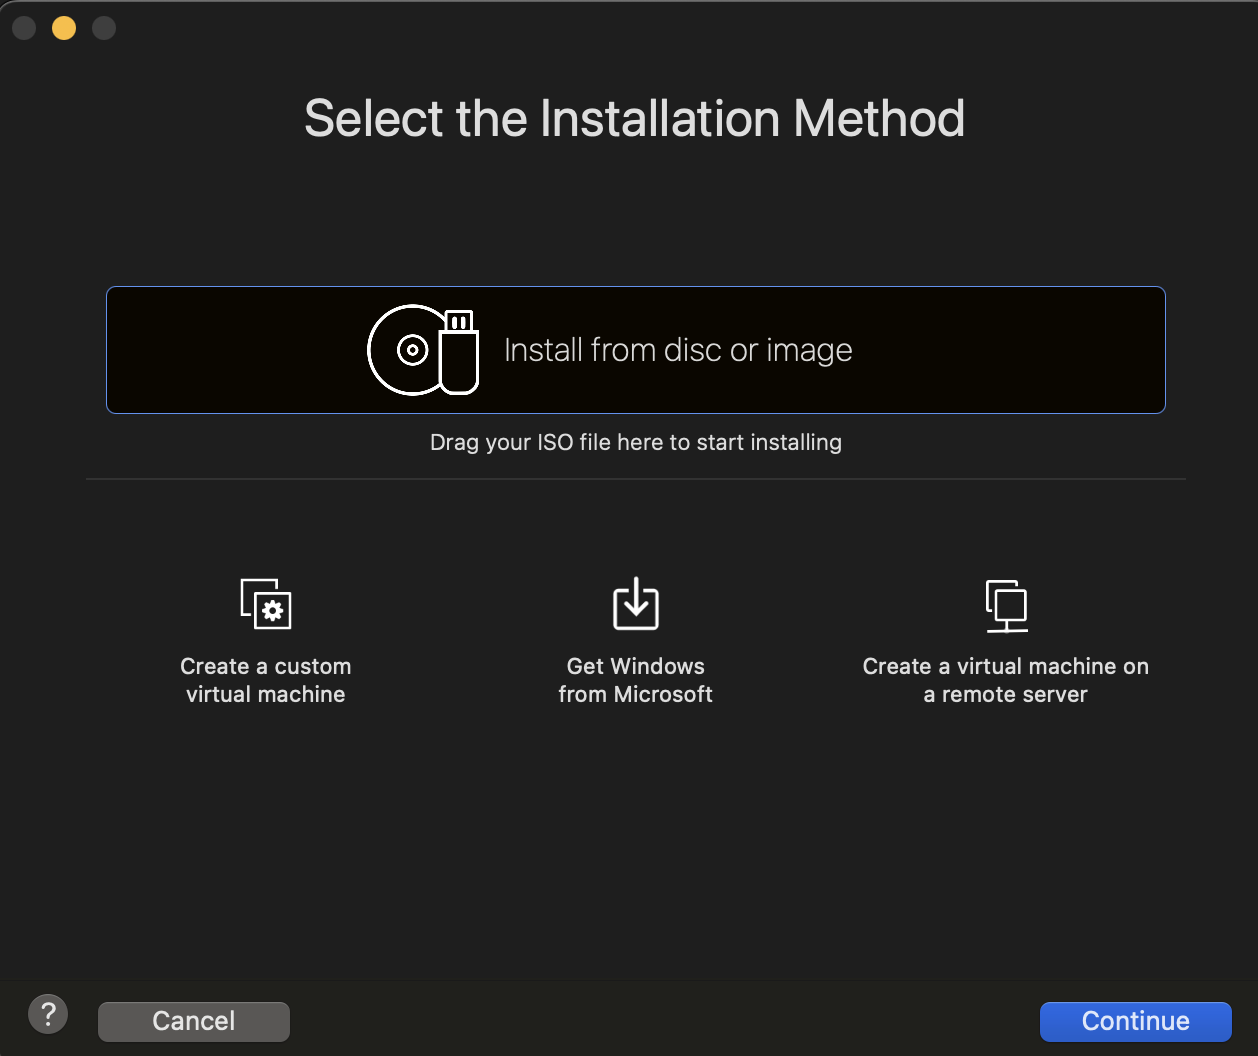 Select the Installation Method
Install from disc or image
Drag your ISO file here to start installing
Create a custom
virtual machine
Get Windows
from Microsoft
Create a virtual machine on
a remote server
?
Cancel
Continue